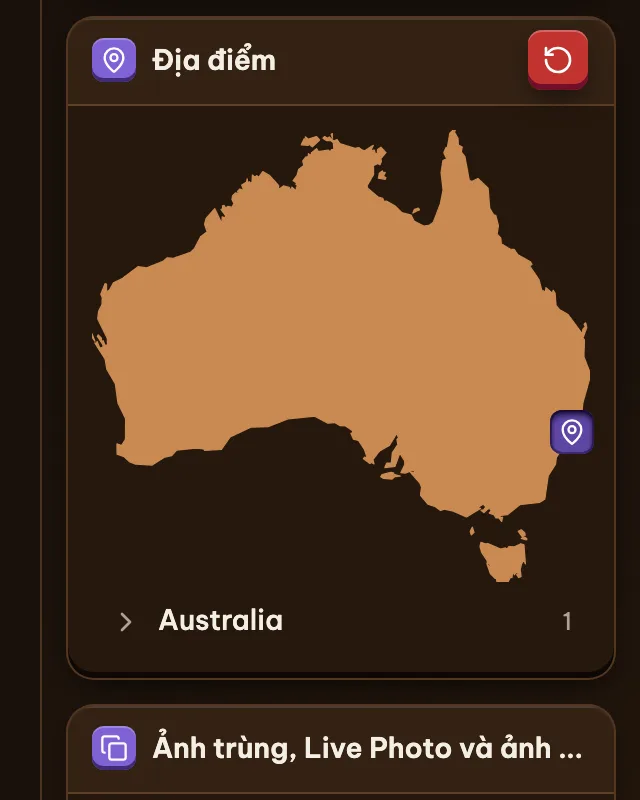 Địa điểm
Australia
1
Ảnh trùng, Live Photo và ảnh ...